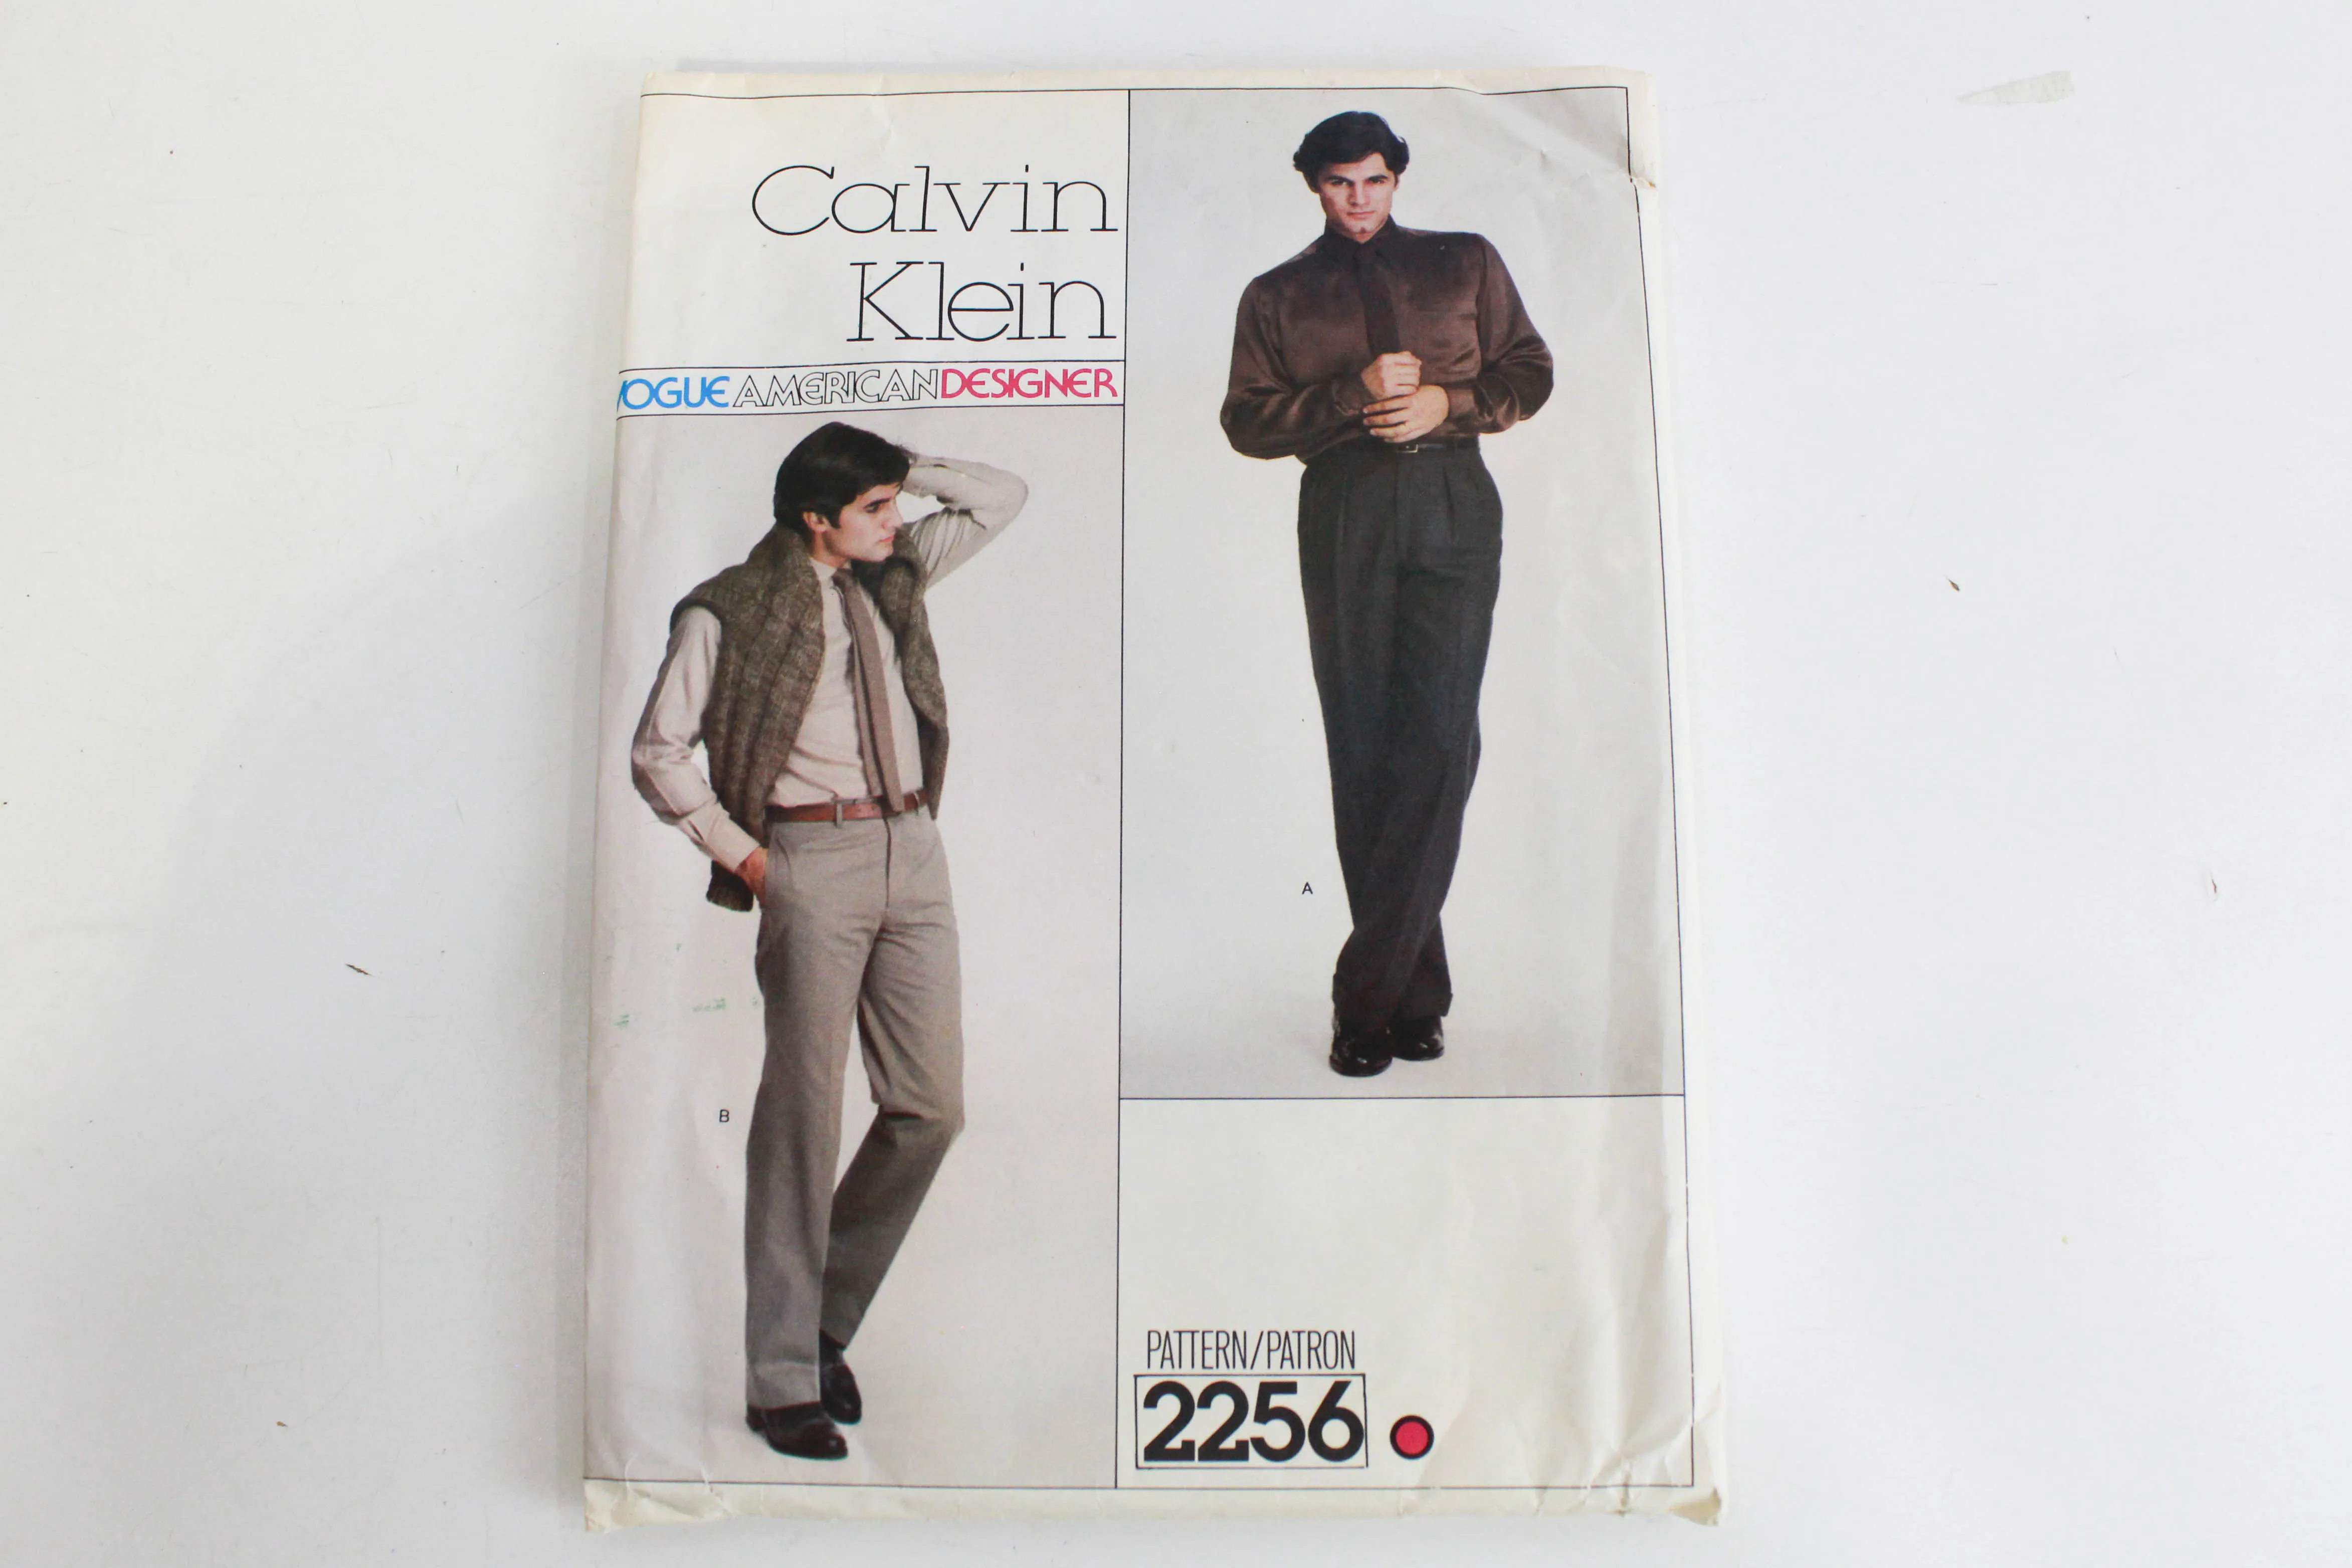 Calvin
Klein
VOGUE AMERICAN DESIGNER
A
B
PATTERN/PATRON
2256